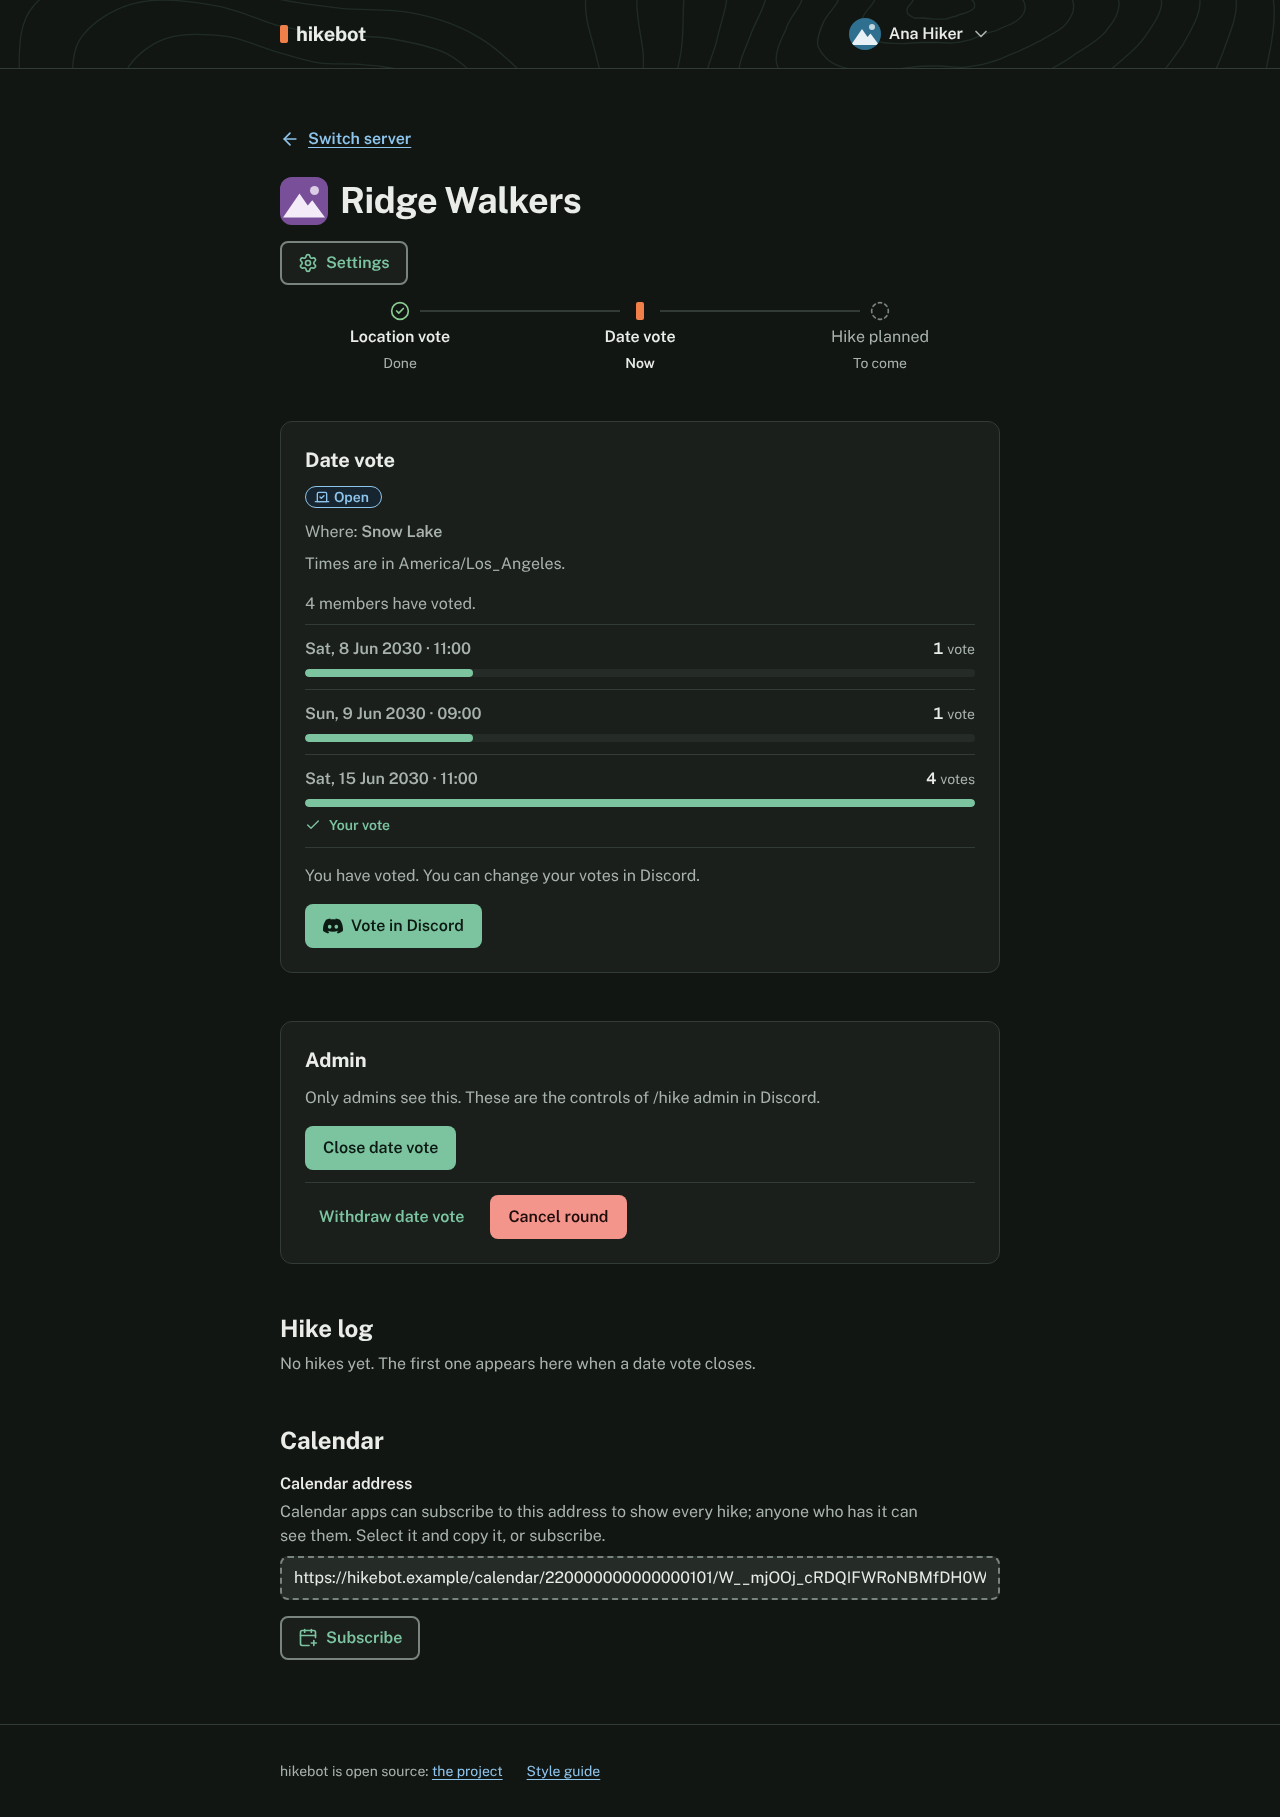 hikebot
Ana Hiker
Switch server
Ridge Walkers
Settings
Location vote
Done
Date vote
Now
Hike planned
To come
Date vote
Open
Where: Snow Lake
Times are in America/Los_Angeles.
4 members have voted.
Sat, 8 Jun 2030 · 11:00
1 vote
Sun, 9 Jun 2030 · 09:00
1 vote
Sat, 15 Jun 2030 · 11:00
4 votes
Your vote
You have voted. You can change your votes in Discord.
Vote in Discord
Admin
Only admins see this. These are the controls of /hike admin in Discord.
Close date vote
Withdraw date vote
Cancel round
Hike log
No hikes yet. The first one appears here when a date vote closes.
Calendar
Calendar address
Calendar apps can subscribe to this address to show every hike; anyone who has it can
see them. Select it and copy it, or subscribe.
https://hikebot.example/calendar/220000000000000101/W__mjOOj_cRDQIFWRoNBMfDH0W
Subscribe
hikebot is open source: the project
Style guide